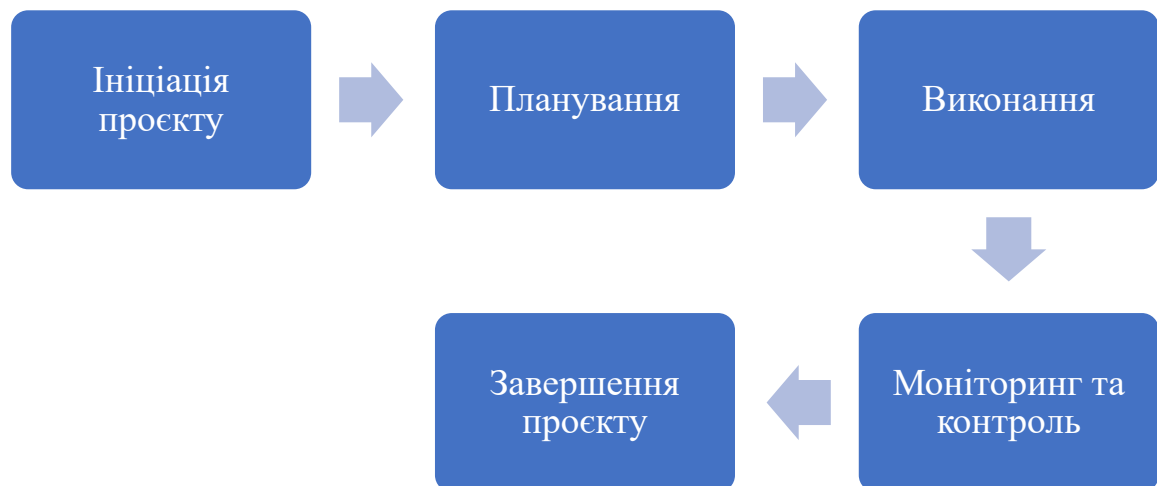 Ініціація
проєкту
Планування
Виконання
Моніторинг та
контроль
Завершення
проєкту